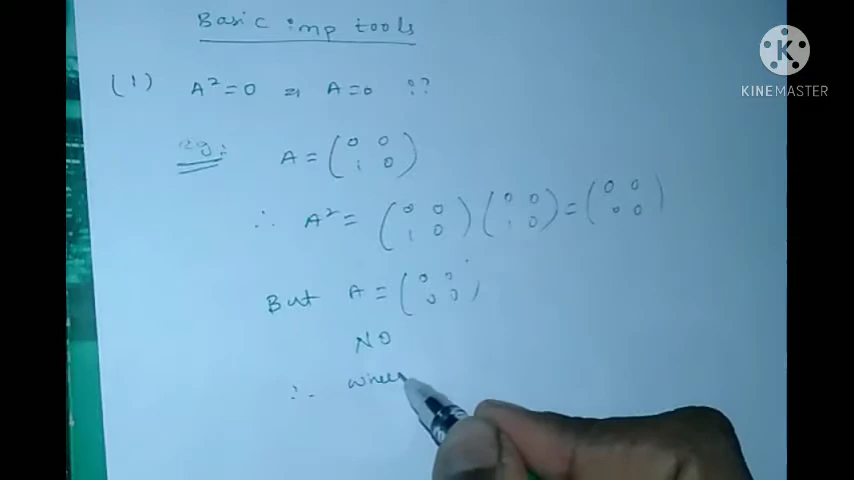 Basic imp tools
(1) A² = 0 ⇒ A = 0 ??
eg: A = (0 0
1 0)
∴ A² = (0 0
1 0) (0 0
1 0) = (0 0
0 0)
But A = (0 0
0 0)
NO
∴
K
KINEMASTER